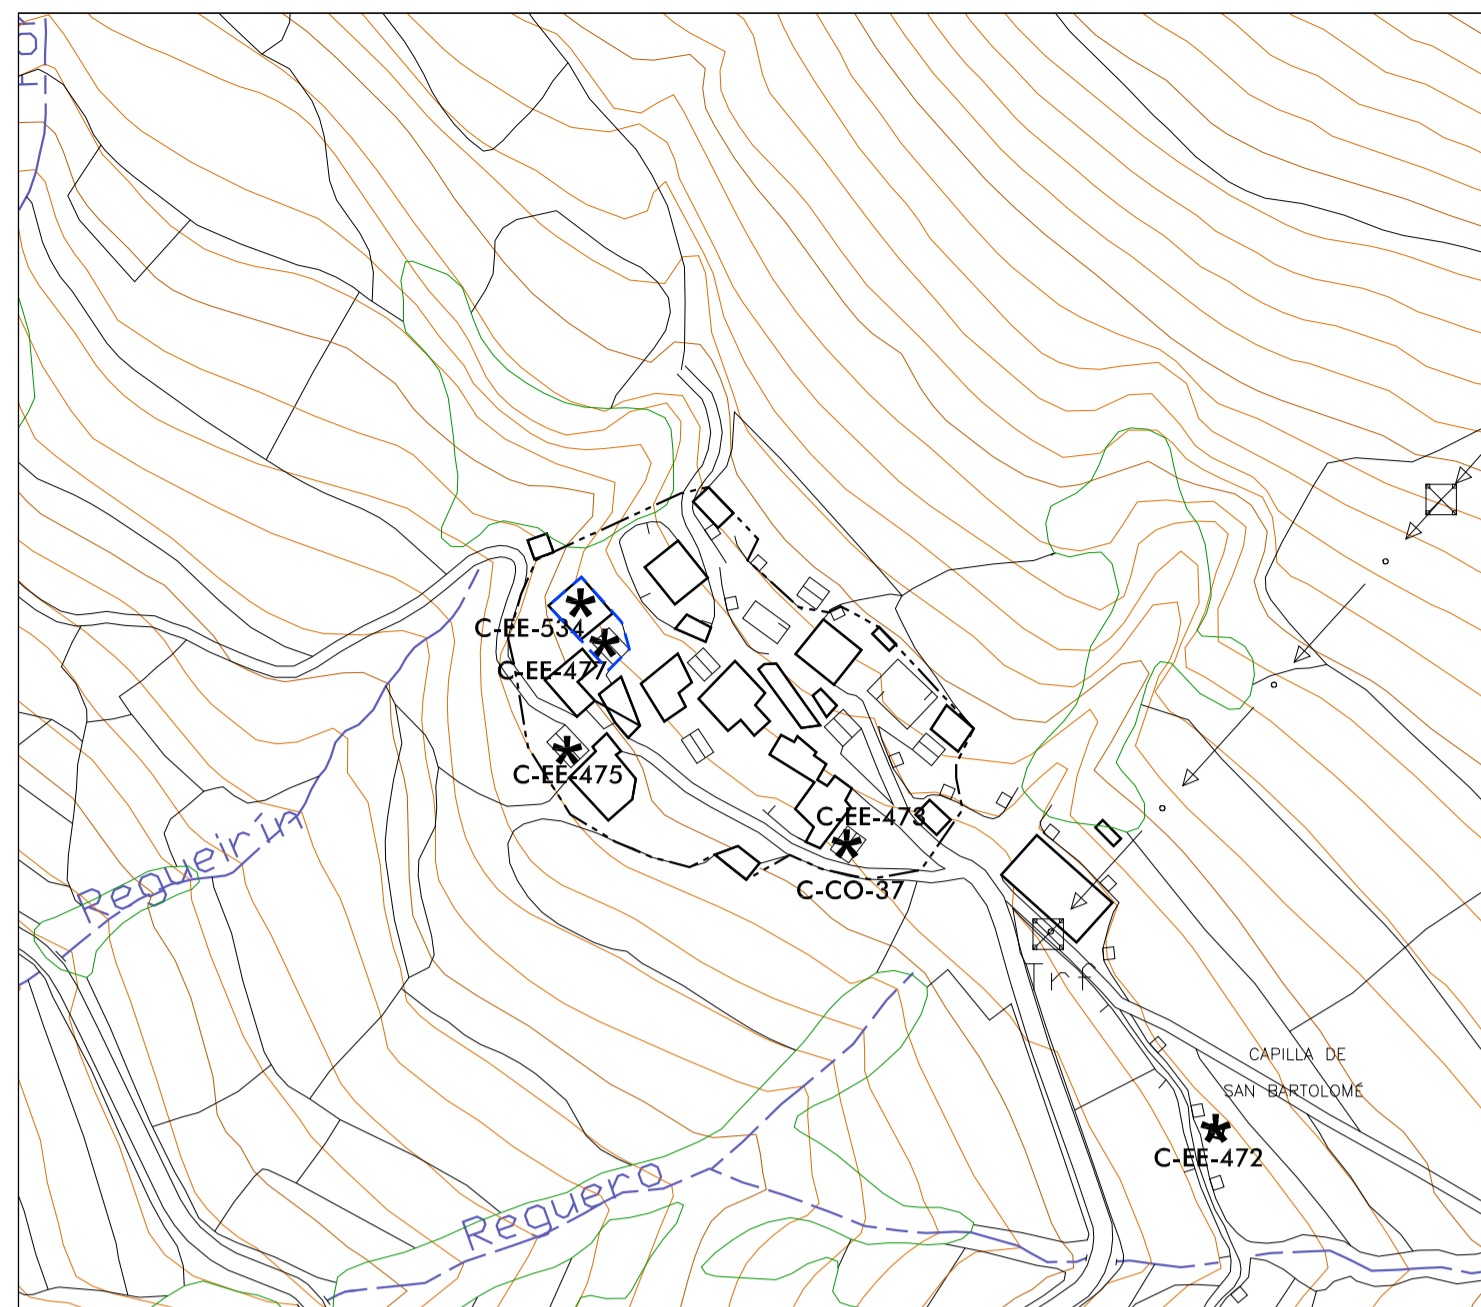 C-EE-534
C-EE-477
C-EE-475
C-EE-473
C-CO-37
Regueirín
Trf
CAPILLA DE
SAN BARTOLOMÉ
C-EE-472
Reguero